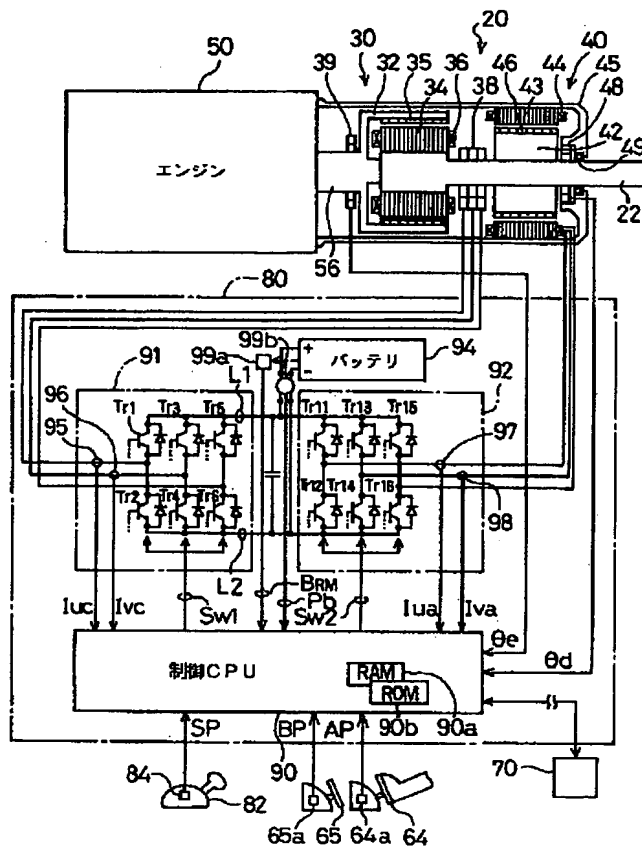 20
50
30
40
39
32
35
34
36
38
46
43
44
45
48
42
49
エンジン
56
22
80
99b
99a
+
−
バッテリ
94
91
L1
92
96
95
Tr1
Tr3
Tr5
Tr11
Tr13
Tr15
97
Tr2
Tr4
Tr6
Tr12
Tr14
Tr16
98
L2
BRM
Pb
Iuc
Ivc
Sw1
Sw2
Iua
Iva
θe
θd
制御CPU
RAM
ROM
90a
90b
SP
BP
AP
90
84
82
65a
65
64a
64
70